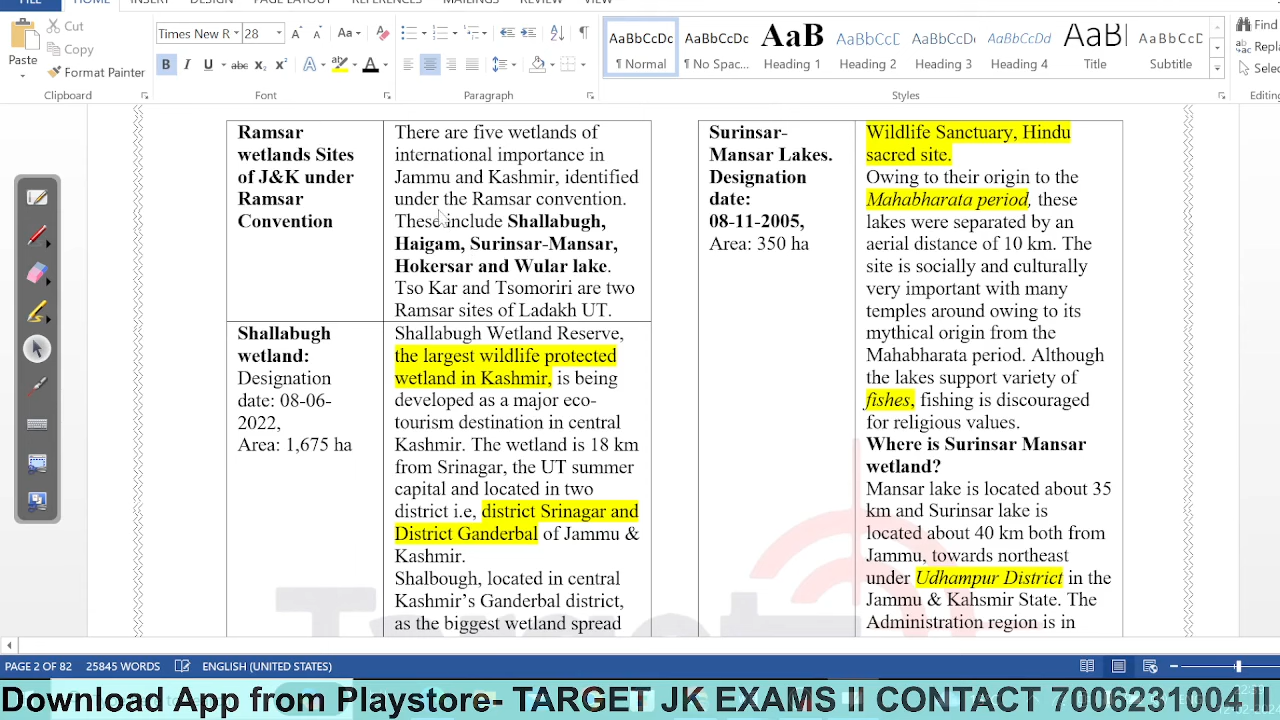 FILE
HOME
INSERT
DESIGN
PAGE LAYOUT
REFERENCES
MAILINGS
REVIEW
VIEW
Paste
Cut
Copy
Format Painter
Clipboard
Times New R
28
Font
Paragraph
AaBbCcDc
¶ Normal
AaBbCcDc
¶ No Spac...
AaB
Heading 1
AaBbCcD
Heading 2
AaBbCcDc
Heading 3
AaBbCcDd
Heading 4
AaB
Title
AaBbCcD
Subtitle
Styles
Find
Repl
Selec
Editing
Ramsar
wetlands Sites
of J&K under
Ramsar
Convention
There are five wetlands of
international importance in
Jammu and Kashmir, identified
under the Ramsar convention.
These include Shallabugh,
Haigam, Surinsar-Mansar,
Hokersar and Wular lake.
Tso Kar and Tsomoriri are two
Ramsar sites of Ladakh UT.
Shallabugh
wetland:
Designation
date: 08-06-
2022,
Area: 1,675 ha
Shallabugh Wetland Reserve,
the largest wildlife protected
wetland in Kashmir, is being
developed as a major eco-
tourism destination in central
Kashmir. The wetland is 18 km
from Srinagar, the UT summer
capital and located in two
district i.e, district Srinagar and
District Ganderbal of Jammu &
Kashmir.
Shalbough, located in central
Kashmir’s Ganderbal district,
as the biggest wetland spread
Surinsar-
Mansar Lakes.
Designation
date:
08-11-2005,
Area: 350 ha
Wildlife Sanctuary, Hindu
sacred site.
Owing to their origin to the
Mahabharata period, these
lakes were separated by an
aerial distance of 10 km. The
site is socially and culturally
very important with many
temples around owing to its
mythical origin from the
Mahabharata period. Although
the lakes support variety of
fishes, fishing is discouraged
for religious values.
Where is Surinsar Mansar
wetland?
Mansar lake is located about 35
km and Surinsar lake is
located about 40 km both from
Jammu, towards northeast
under Udhampur District in the
Jammu & Kahsmir State. The
Administration region is in
PAGE 2 OF 82
25845 WORDS
ENGLISH (UNITED STATES)
Download App from Playstore- TARGET JK EXAMS II CONTACT 7006231004 II